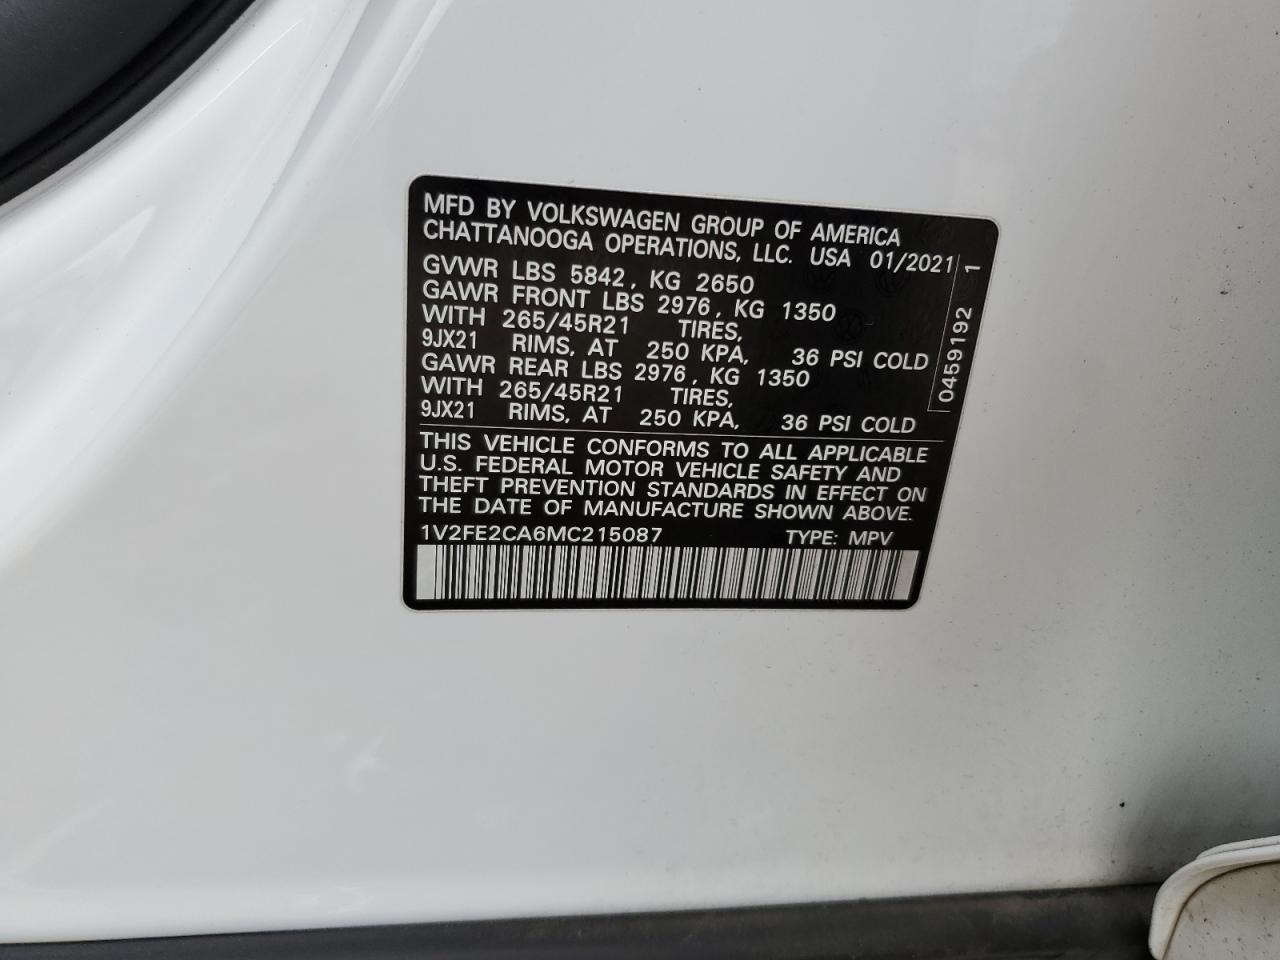 MFD BY VOLKSWAGEN GROUP OF AMERICA
CHATTANOOGA OPERATIONS, LLC. USA 01/2021
GVWR LBS 5842, KG 2650
GAWR FRONT LBS 2976, KG 1350
WITH 265/45R21 TIRES,
9JX21 RIMS, AT 250 KPA, 36 PSI COLD
GAWR REAR LBS 2976, KG 1350
WITH 265/45R21 TIRES,
9JX21 RIMS, AT 250 KPA, 36 PSI COLD
0459192 1
THIS VEHICLE CONFORMS TO ALL APPLICABLE
U.S. FEDERAL MOTOR VEHICLE SAFETY AND
THEFT PREVENTION STANDARDS IN EFFECT ON
THE DATE OF MANUFACTURE SHOWN ABOVE.
1V2FE2CA6MC215087 TYPE: MPV